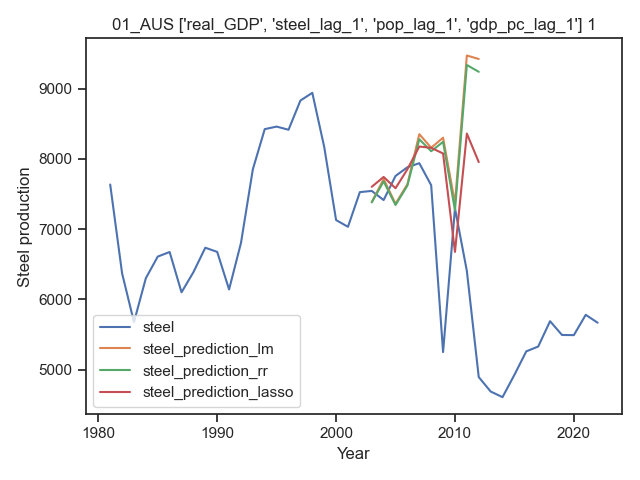 01_AUS ['real_GDP', 'steel_lag_1', 'pop_lag_1', 'gdp_pc_lag_1'] 1
Steel production
9000
8000
7000
6000
5000
steel
steel_prediction_lm
steel_prediction_rr
steel_prediction_lasso
1980
1990
2000
2010
2020
Year